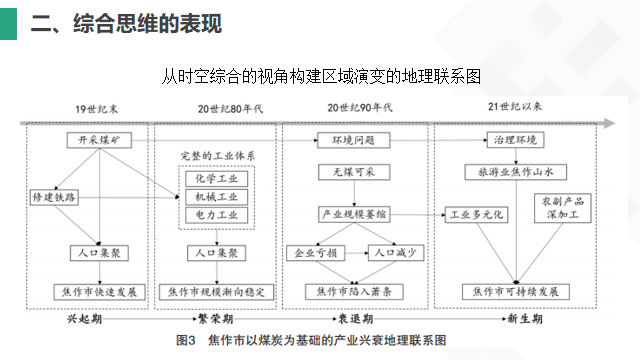 二、综合思维的表现
从时空综合的视角构建区域演变的地理联系图
19世纪末
20世纪80年代
20世纪90年代
21世纪以来
开采煤矿
修建铁路
人口集聚
焦作市快速发展
完整的工业体系
化学工业
机械工业
电力工业
人口集聚
焦作市规模渐向稳定
环境问题
无煤可采
产业规模萎缩
企业亏损
人口减少
焦作市陷入萧条
治理环境
旅游业焦作山水
工业多元化
农副产品
深加工
焦作市可持续发展
兴起期
繁荣期
衰退期
新生期
图3 焦作市以煤炭为基础的产业兴衰地理联系图